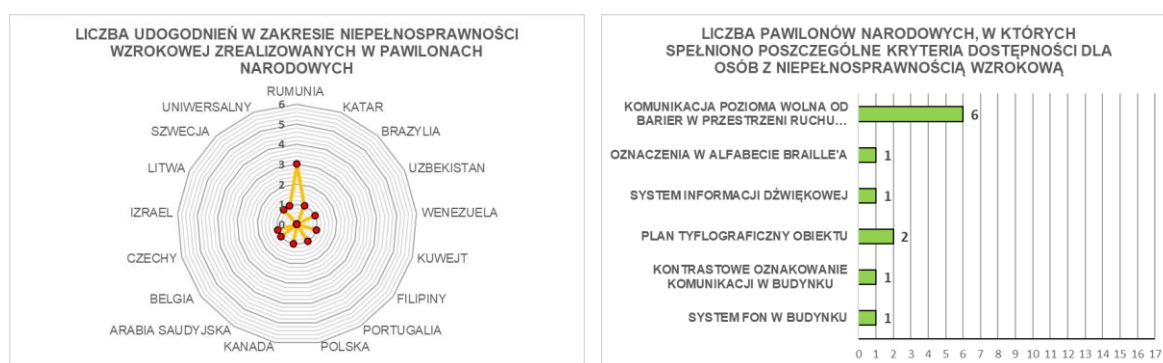 LICZBA UDOGODNIEŃ W ZAKRESIE NIEPEŁNOSPRAWNOŚCI
WZROKOWEJ ZREALIZOWANYCH W PAWILONACH
NARODOWYCH
RUMUNIA
KATAR
BRAZYLIA
UZBEKISTAN
WENEZUELA
KUWEJT
FILIPINY
PORTUGALIA
POLSKA
KANADA
ARABIA SAUDYJSKA
BELGIA
CZECHY
IZRAEL
LITWA
SZWECJA
UNIWERSALNY
6
5
4
3
2
1
0
LICZBA PAWILONÓW NARODOWYCH, W KTÓRYCH
SPEŁNIONO POSZCZEGÓLNE KRYTERIA DOSTĘPNOŚCI DLA
OSÓB Z NIEPEŁNOSPRAWNOŚCIĄ WZROKOWĄ
KOMUNIKACJA POZIOMA WOLNA OD
BARIER W PRZESTRZENI RUCHU...
6
OZNACZENIA W ALFABECIE BRAILLE'A
1
SYSTEM INFORMACJI DŹWIĘKOWEJ
1
PLAN TYFLOGRAFICZNY OBIEKTU
2
KONTRASTOWE OZNAKOWANIE
KOMUNIKACJI W BUDYNKU
1
SYSTEM FON W BUDYNKU
1
0 1 2 3 4 5 6 7 8 9 10 11 12 13 14 15 16 17